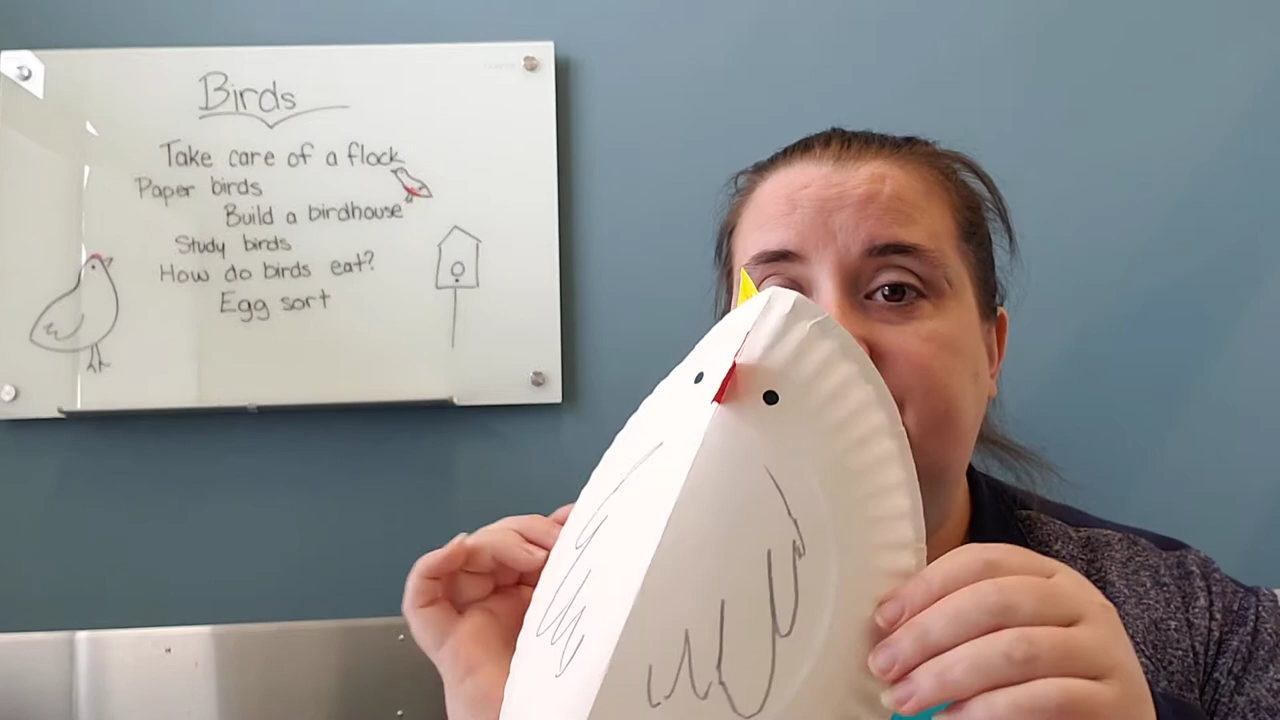 Birds
Take care of a flock
Paper birds
Build a birdhouse
Study birds
How do birds eat?
Egg sort